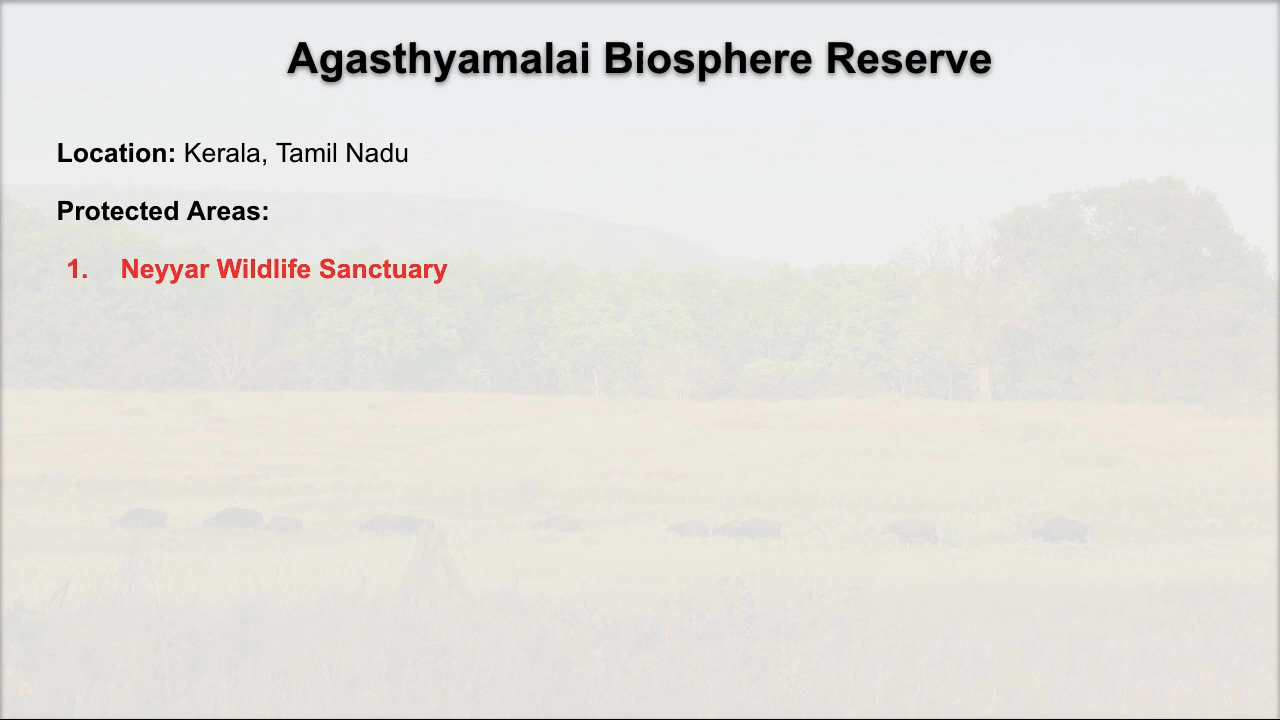 Agasthyamalai Biosphere Reserve
Location: Kerala, Tamil Nadu
Protected Areas:
1. Neyyar Wildlife Sanctuary